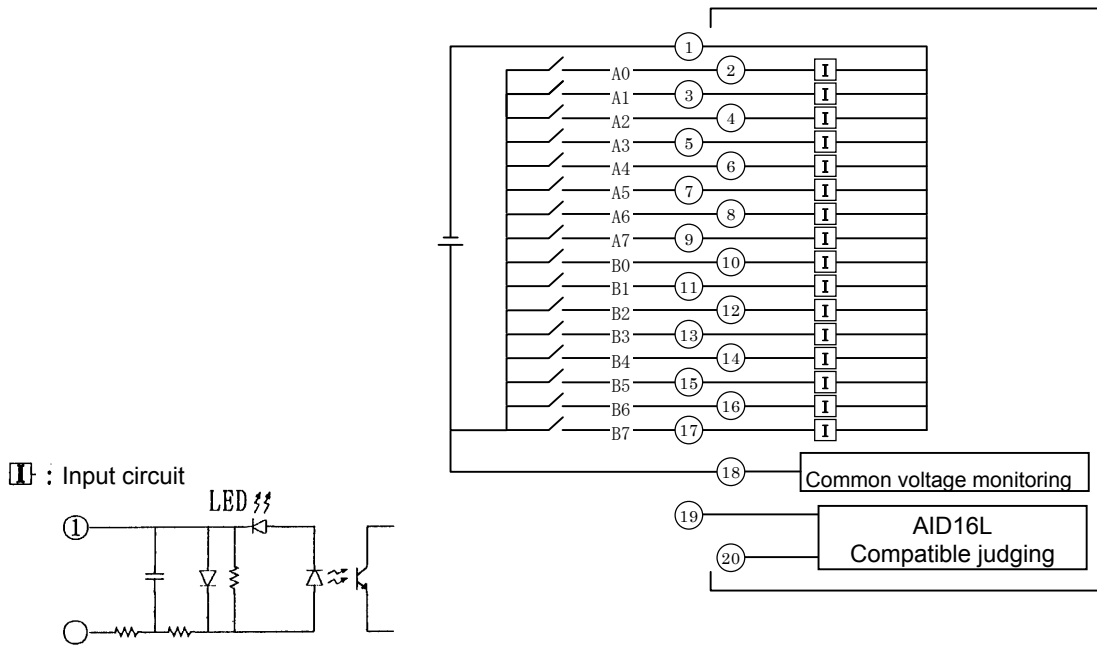 ①
A0 ② I
A1 ③ I
A2 ④ I
A3 ⑤ I
A4 ⑥ I
A5 ⑦ I
A6 ⑧ I
A7 ⑨ I
B0 ⑩ I
B1 ⑪ I
B2 ⑫ I
B3 ⑬ I
B4 ⑭ I
B5 ⑮ I
B6 ⑯ I
B7 ⑰ I
⑱ Common voltage monitoring
⑲ AID16L
⑳ Compatible judging
I : Input circuit
LED
①